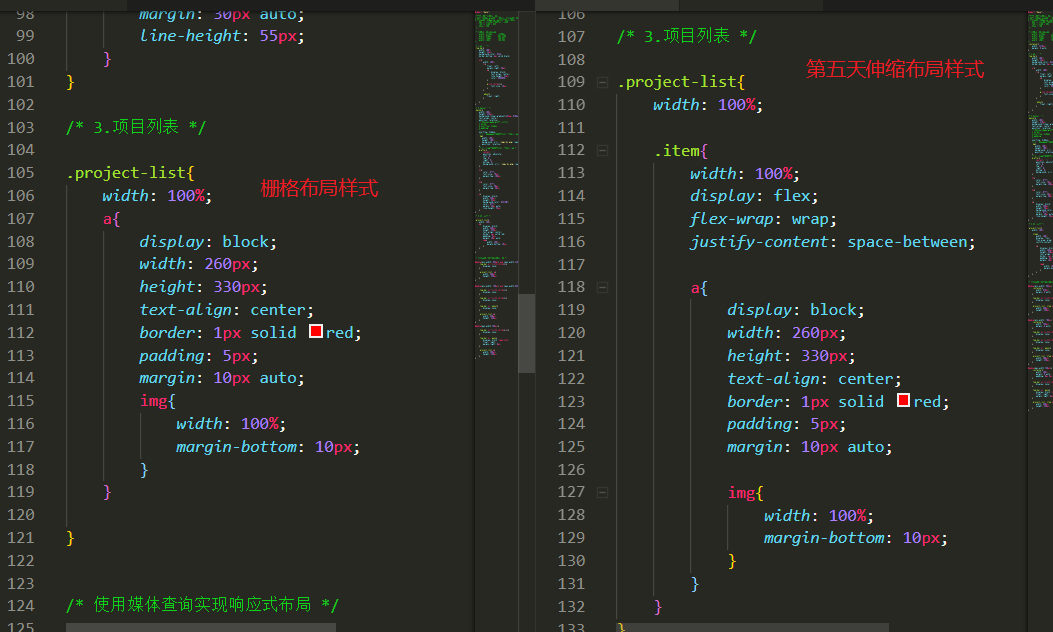 98 margin: 30px auto;
99 line-height: 55px;
100 }
101 }
102
103 /* 3.项目列表 */
104
105 .project-list{
106 width: 100%;
栅格布局样式
107 a{
108 display: block;
109 width: 260px;
110 height: 330px;
111 text-align: center;
112 border: 1px solid red;
113 padding: 5px;
114 margin: 10px auto;
115 img{
116 width: 100%;
117 margin-bottom: 10px;
118 }
119 }
120
121 }
122
123
124 /* 使用媒体查询实现响应式布局 */
125
106
107 /* 3.项目列表 */
108
第五天伸缩布局样式
109 .project-list{
110 width: 100%;
111
112 .item{
113 width: 100%;
114 display: flex;
115 flex-wrap: wrap;
116 justify-content: space-between;
117
118 a{
119 display: block;
120 width: 260px;
121 height: 330px;
122 text-align: center;
123 border: 1px solid red;
124 padding: 5px;
125 margin: 10px auto;
126
127 img{
128 width: 100%;
129 margin-bottom: 10px;
130 }
131 }
132 }
133 }